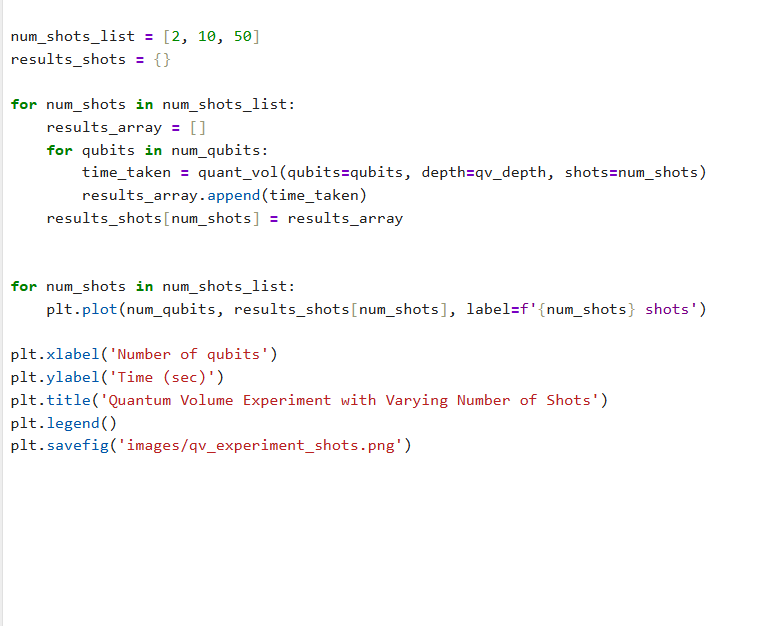 num_shots_list = [2, 10, 50]
results_shots = {}
for num_shots in num_shots_list:
    results_array = []
    for qubits in num_qubits:
        time_taken = quant_vol(qubits=qubits, depth=qv_depth, shots=num_shots)
        results_array.append(time_taken)
    results_shots[num_shots] = results_array
for num_shots in num_shots_list:
    plt.plot(num_qubits, results_shots[num_shots], label=f'{num_shots} shots')
plt.xlabel('Number of qubits')
plt.ylabel('Time (sec)')
plt.title('Quantum Volume Experiment with Varying Number of Shots')
plt.legend()
plt.savefig('images/qv_experiment_shots.png')